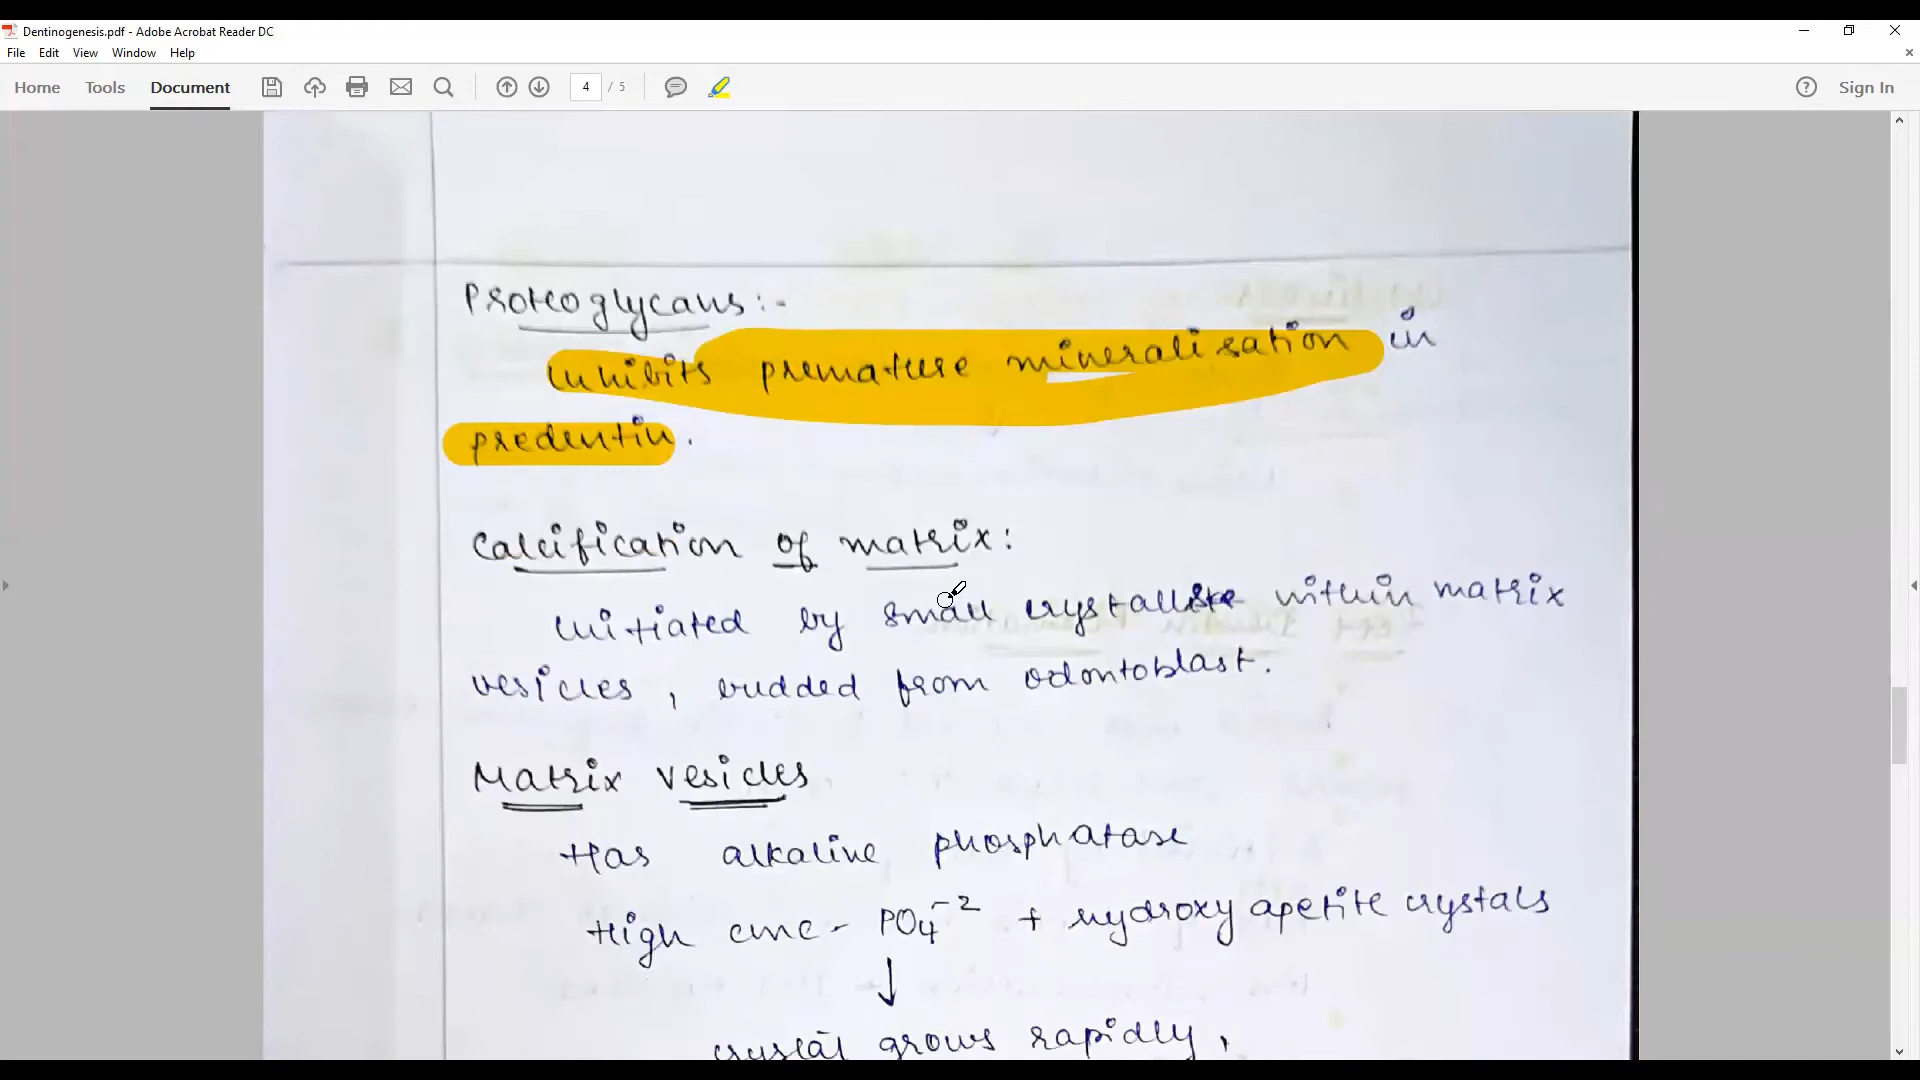 Dentinogenesis.pdf - Adobe Acrobat Reader DC
File Edit View Window Help
Home Tools Document 4 / 5 Sign In
Proteoglycans:-
Inhibits premature mineralisation in
predentin.
Calcification of matrix:
Initiated by small crystallite within matrix
vesicles, budded from odontoblast.
Matrix vesicles
Has alkaline phosphatase
High conc - PO4⁻² + hydroxy apetite crystals
↓
crystal grows rapidly,